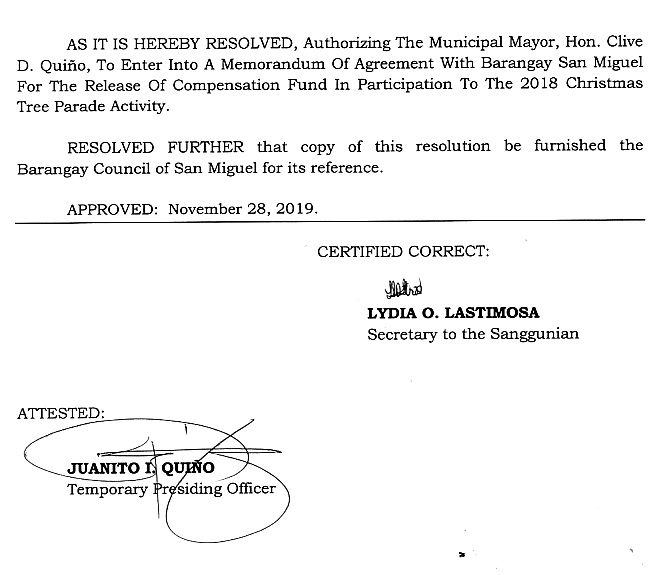 AS IT IS HEREBY RESOLVED, Authorizing The Municipal Mayor, Hon. Clive
D. Quiño, To Enter Into A Memorandum Of Agreement With Barangay San Miguel
For The Release Of Compensation Fund In Participation To The 2018 Christmas
Tree Parade Activity.
RESOLVED FURTHER that copy of this resolution be furnished the
Barangay Council of San Miguel for its reference.
APPROVED: November 28, 2019.
CERTIFIED CORRECT:
LYDIA O. LASTIMOSA
Secretary to the Sanggunian
ATTESTED:
JUANITO I. QUIÑO
Temporary Presiding Officer